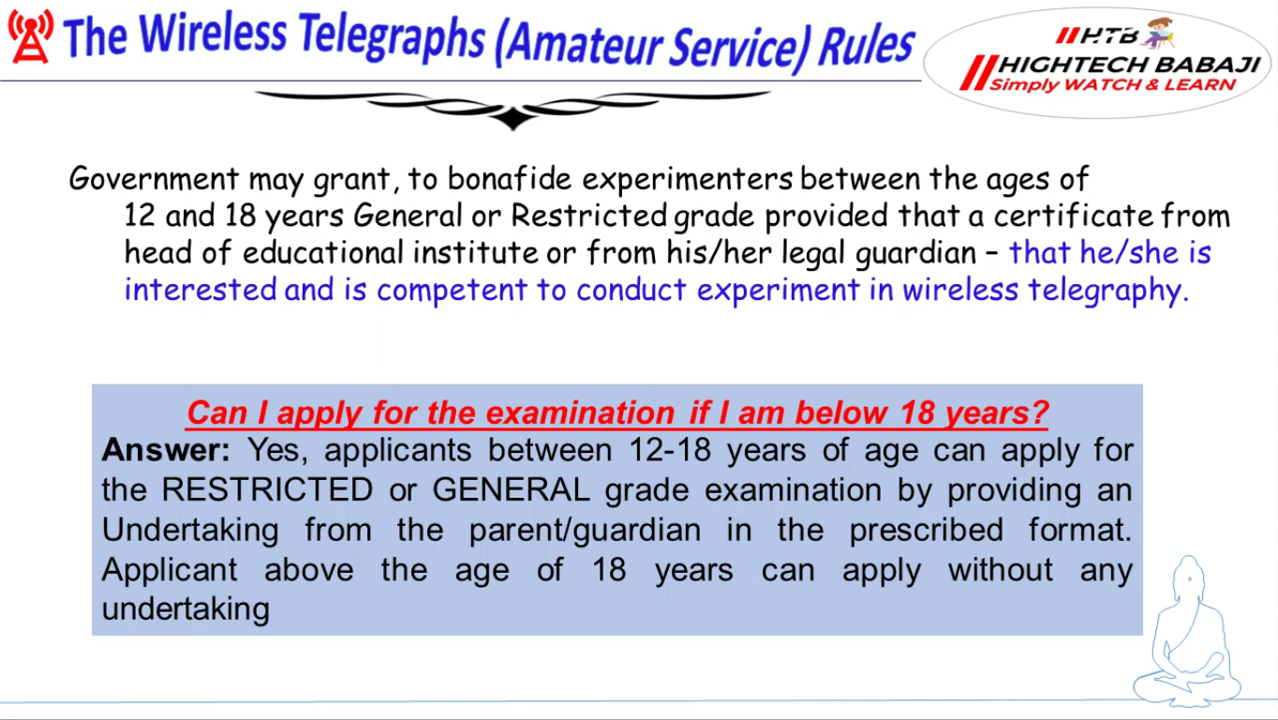 The Wireless Telegraphs (Amateur Service) Rules
HTB
HIGHTECH BABAJI
Simply WATCH & LEARN
Government may grant, to bonafide experimenters between the ages of
12 and 18 years General or Restricted grade provided that a certificate from
head of educational institute or from his/her legal guardian – that he/she is
interested and is competent to conduct experiment in wireless telegraphy.
Can I apply for the examination if I am below 18 years?
Answer: Yes, applicants between 12-18 years of age can apply for
the RESTRICTED or GENERAL grade examination by providing an
Undertaking from the parent/guardian in the prescribed format.
Applicant above the age of 18 years can apply without any
undertaking